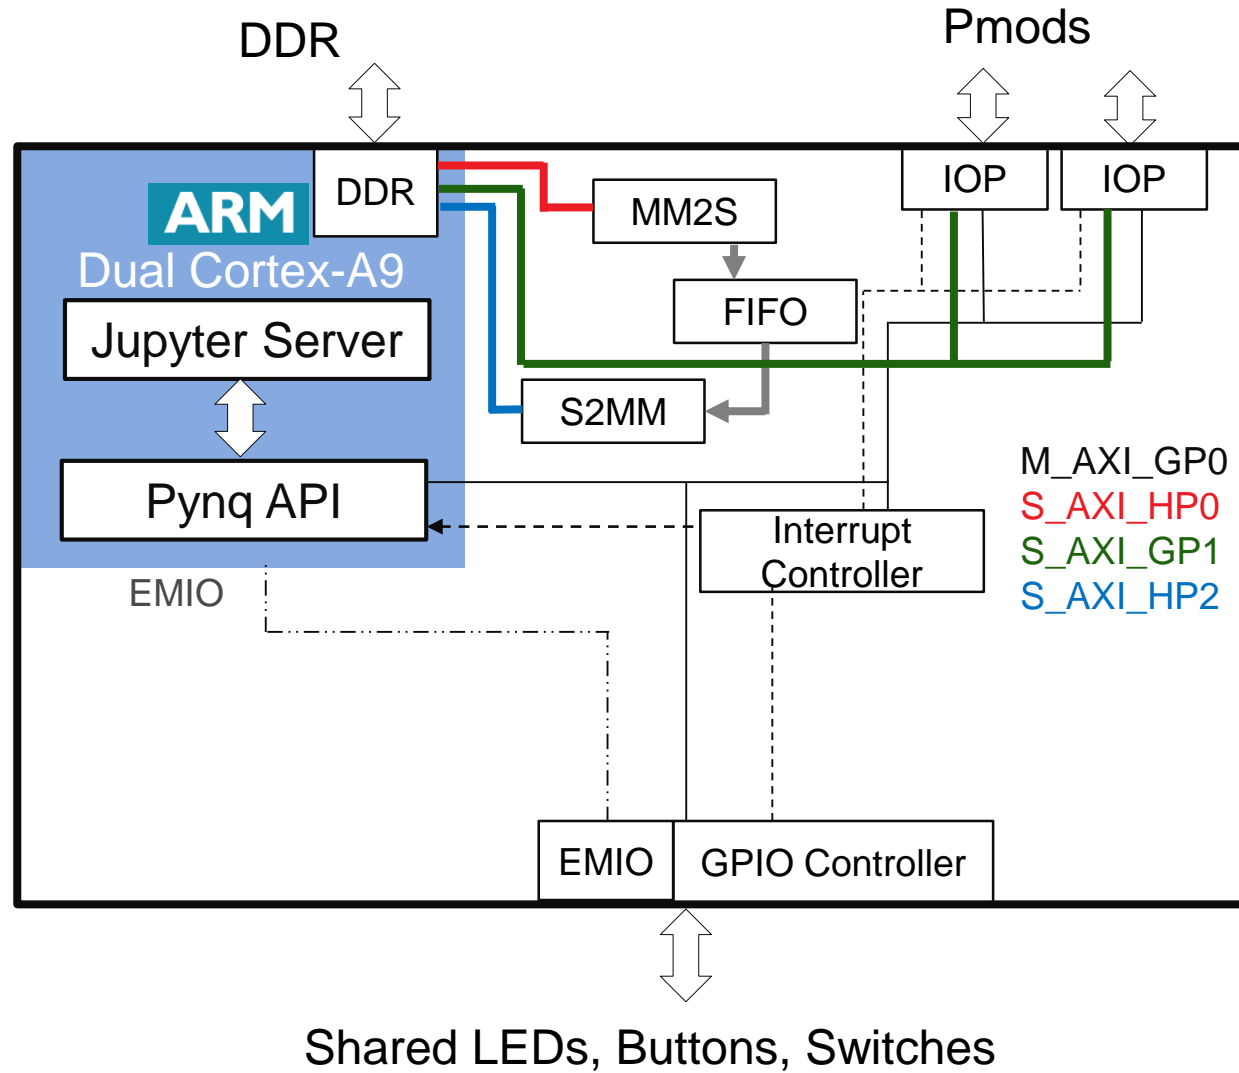 DDR
Pmods
DDR
IOP
IOP
ARM
MM2S
Dual Cortex-A9
FIFO
Jupyter Server
S2MM
Pynq API
M_AXI_GP0
S_AXI_HP0
S_AXI_GP1
S_AXI_HP2
Interrupt
Controller
EMIO
EMIO
GPIO Controller
Shared LEDs, Buttons, Switches